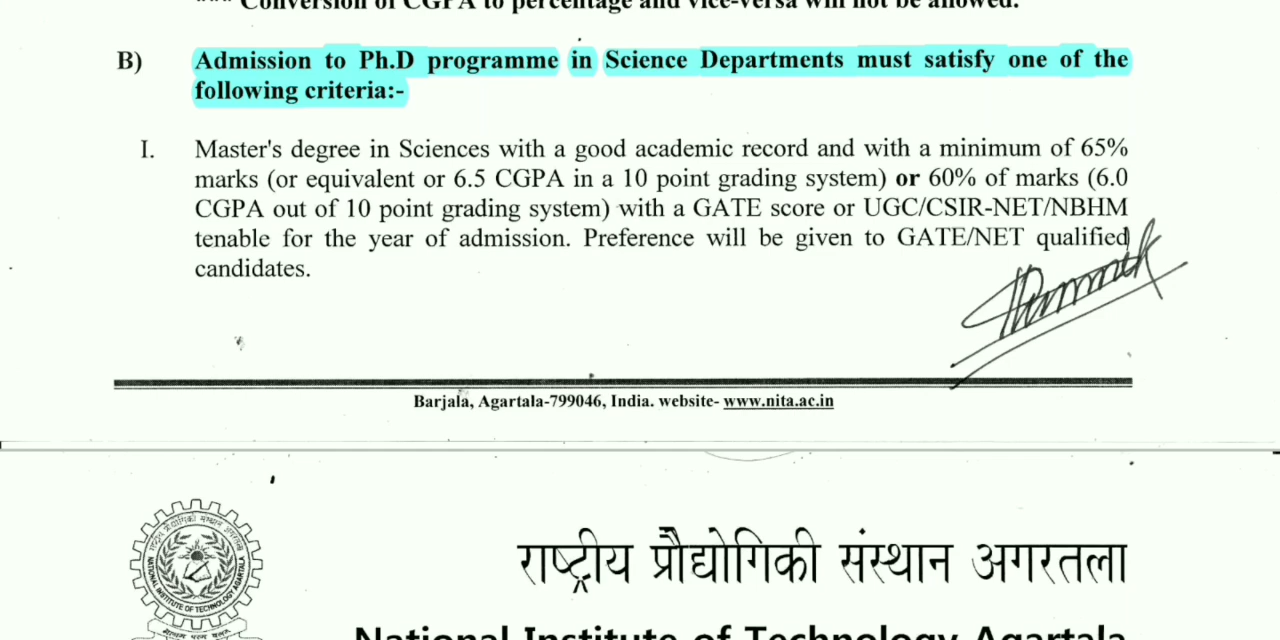 *** Conversion of CGPA to percentage and vice-versa will not be allowed.
B) Admission to Ph.D programme in Science Departments must satisfy one of the
following criteria:-
I. Master's degree in Sciences with a good academic record and with a minimum of 65%
marks (or equivalent or 6.5 CGPA in a 10 point grading system) or 60% of marks (6.0
CGPA out of 10 point grading system) with a GATE score or UGC/CSIR-NET/NBHM
tenable for the year of admission. Preference will be given to GATE/NET qualified
candidates.
Barjala, Agartala-799046, India. website- www.nita.ac.in
राष्ट्रीय प्रौद्योगिकी संस्थान अगरतला
NATIONAL INSTITUTE OF TECHNOLOGY AGARTALA
National Institute of Technology Agartala